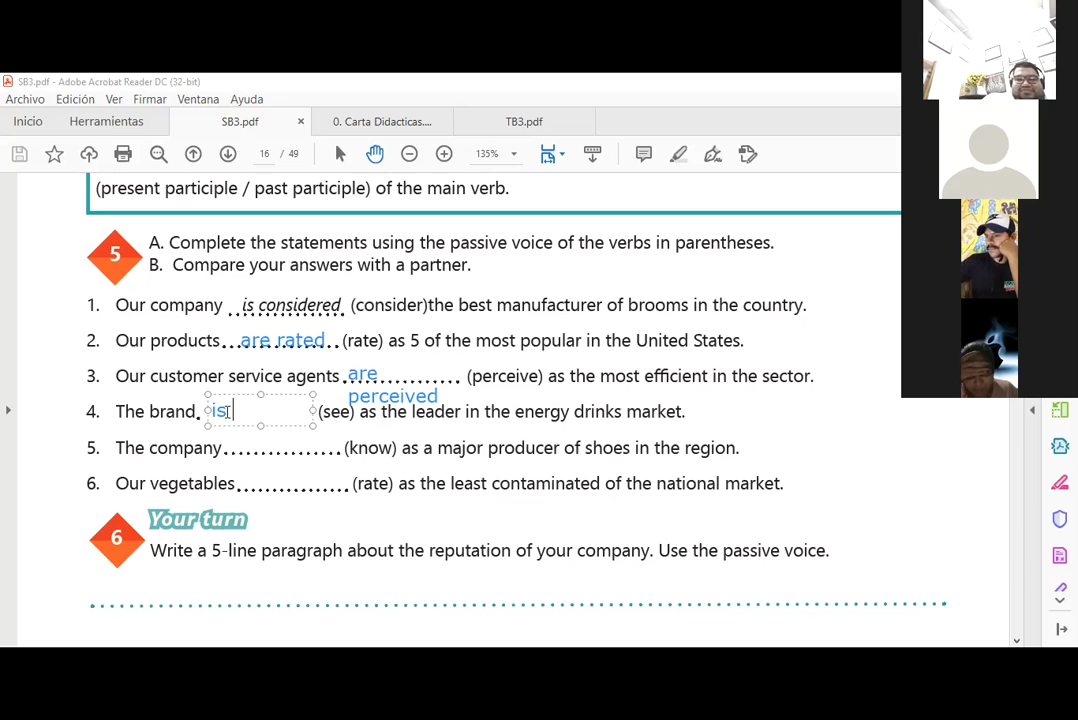 SB3.pdf - Adobe Acrobat Reader DC (32-bit)
Archivo Edición Ver Firmar Ventana Ayuda
Inicio Herramientas SB3.pdf × 0. Carta Didacticas.... TB3.pdf
16 / 49 135%
(present participle / past participle) of the main verb.
5 A. Complete the statements using the passive voice of the verbs in parentheses.
B. Compare your answers with a partner.
1. Our company is considered (consider)the best manufacturer of brooms in the country.
2. Our products...are rated...(rate) as 5 of the most popular in the United States.
3. Our customer service agents are perceived (perceive) as the most efficient in the sector.
4. The brand. is (see) as the leader in the energy drinks market.
5. The company.................(know) as a major producer of shoes in the region.
6. Our vegetables................(rate) as the least contaminated of the national market.
Your turn
6 Write a 5-line paragraph about the reputation of your company. Use the passive voice.